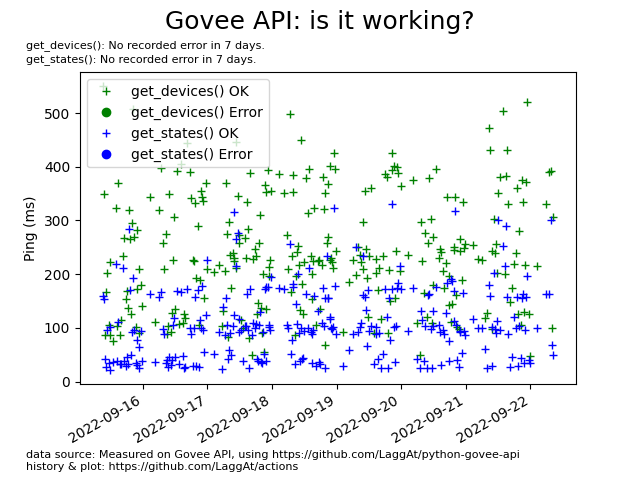 Govee API: is it working?
get_devices(): No recorded error in 7 days.
get_states(): No recorded error in 7 days.
get_devices() OK
get_devices() Error
get_states() OK
get_states() Error
Ping (ms)
500
400
300
200
100
0
2022-09-16
2022-09-17
2022-09-18
2022-09-19
2022-09-20
2022-09-21
2022-09-22
data source: Measured on Govee API, using https://github.com/LaggAt/python-govee-api
history & plot: https://github.com/LaggAt/actions